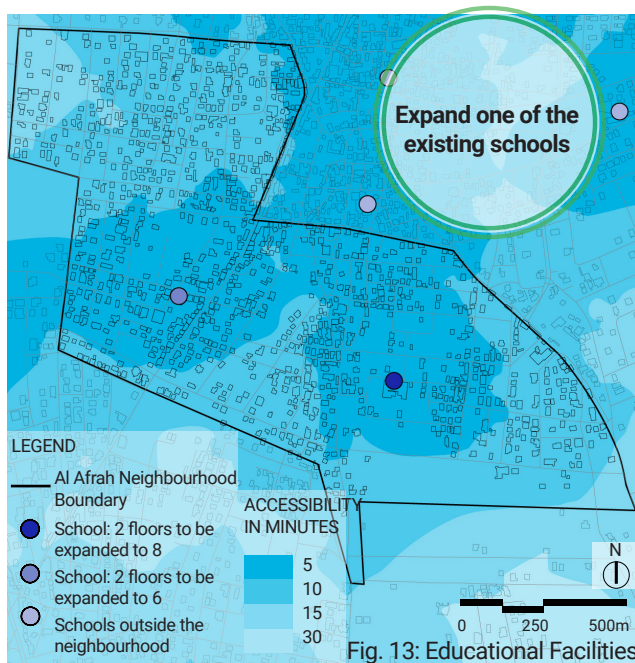 Expand one of the
existing schools
LEGEND
Al Afrah Neighbourhood
Boundary
School: 2 floors to be
expanded to 8
School: 2 floors to be
expanded to 6
Schools outside the
neighbourhood
ACCESSIBILITY
IN MINUTES
5
10
15
30
N
0 250 500m
Fig. 13: Educational Facilities